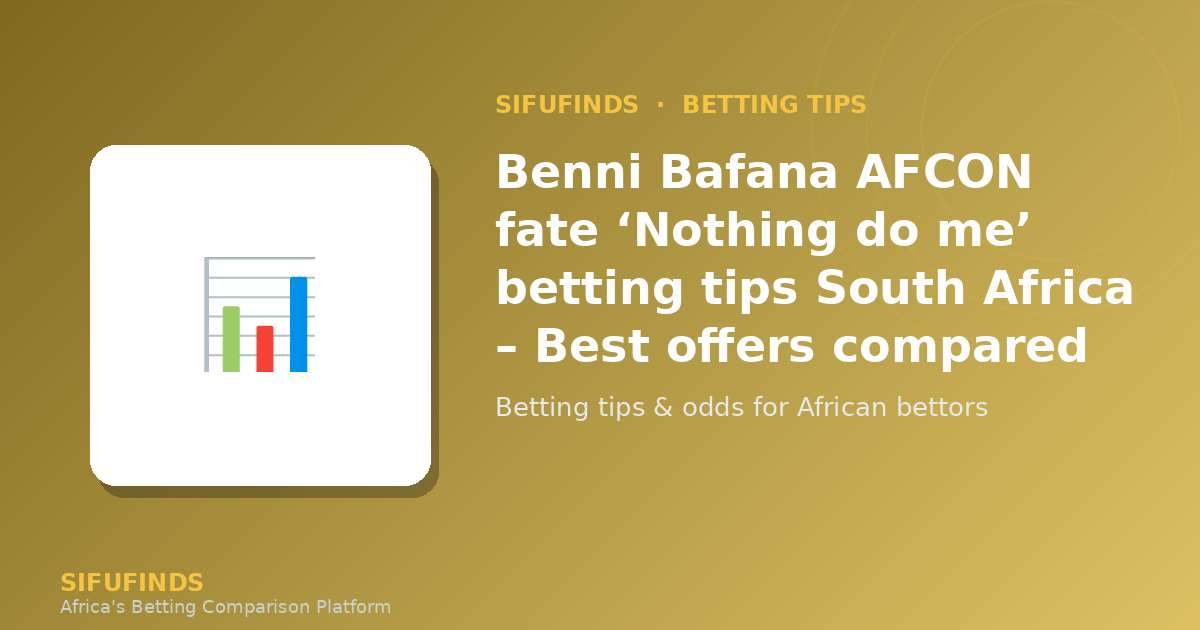 SIFUFINDS · BETTING TIPS
Benni Bafana AFCON
fate ‘Nothing do me’
betting tips South Africa
– Best offers compared
Betting tips & odds for African bettors
SIFUFINDS
Africa's Betting Comparison Platform